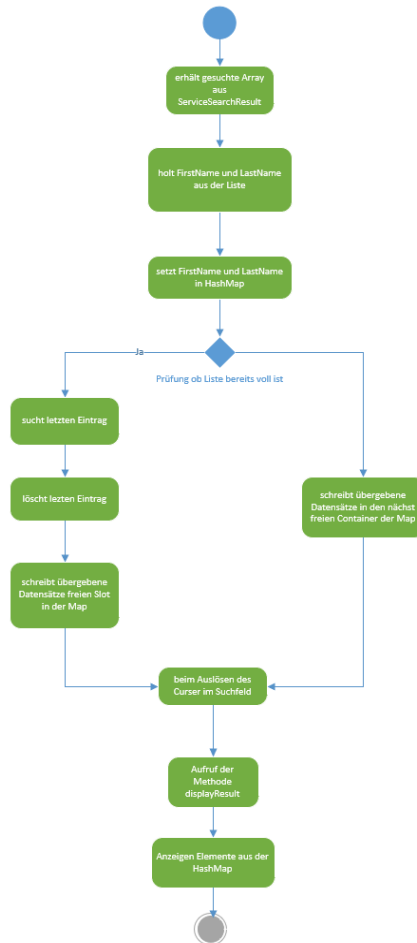 erhält gesuchte Array
aus
ServiceSearchResult
holt FirstName und LastName
aus der Liste
setzt FirstName und LastName
in HashMap
Ja
Prüfung ob Liste bereits voll ist
sucht letzten Eintrag
löscht lezten Eintrag
schreibt übergebene
Datensätze freien Slot
in der Map
schreibt übergebene
Datensätze in den nächst
freien Container der Map
beim Auslösen des
Curser im Suchfeld
Aufruf der
Methode
displayResult
Anzeigen Elemente aus der
HashMap